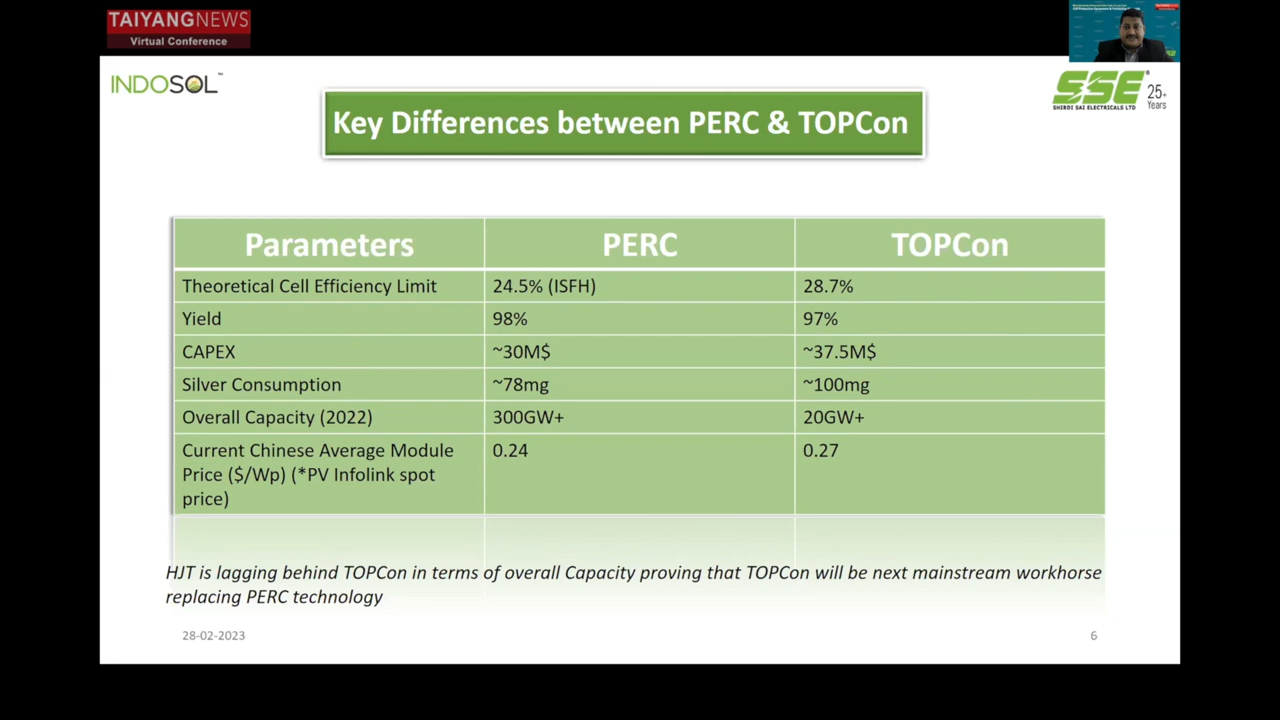 TAIYANGNEWS
Virtual Conference
INDOSOL™
SSE®
SHIRDI SAI ELECTRICALS LTD
25+
Years
Key Differences between PERC & TOPCon
Parameters PERC TOPCon
Theoretical Cell Efficiency Limit 24.5% (ISFH) 28.7%
Yield 98% 97%
CAPEX ~30M$ ~37.5M$
Silver Consumption ~78mg ~100mg
Overall Capacity (2022) 300GW+ 20GW+
Current Chinese Average Module 0.24 0.27
Price ($/Wp) (*PV Infolink spot
price)
HJT is lagging behind TOPCon in terms of overall Capacity proving that TOPCon will be next mainstream workhorse
replacing PERC technology
28-02-2023
6